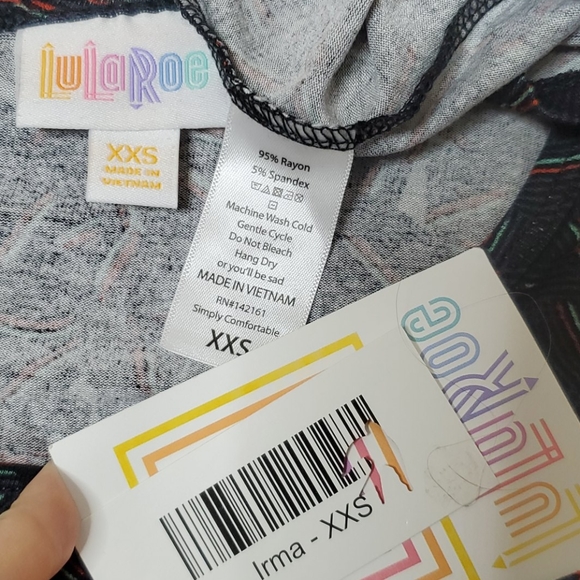 LuLaRoe
XXS
MADE IN
VIETNAM
95% Rayon
5% Spandex
Machine Wash Cold
Gentle Cycle
Do Not Bleach
Hang Dry
or you'll be sad
MADE IN VIETNAM
RN#142161
Simply Comfortable
XXS
LuLaRoe
Irma - XXS